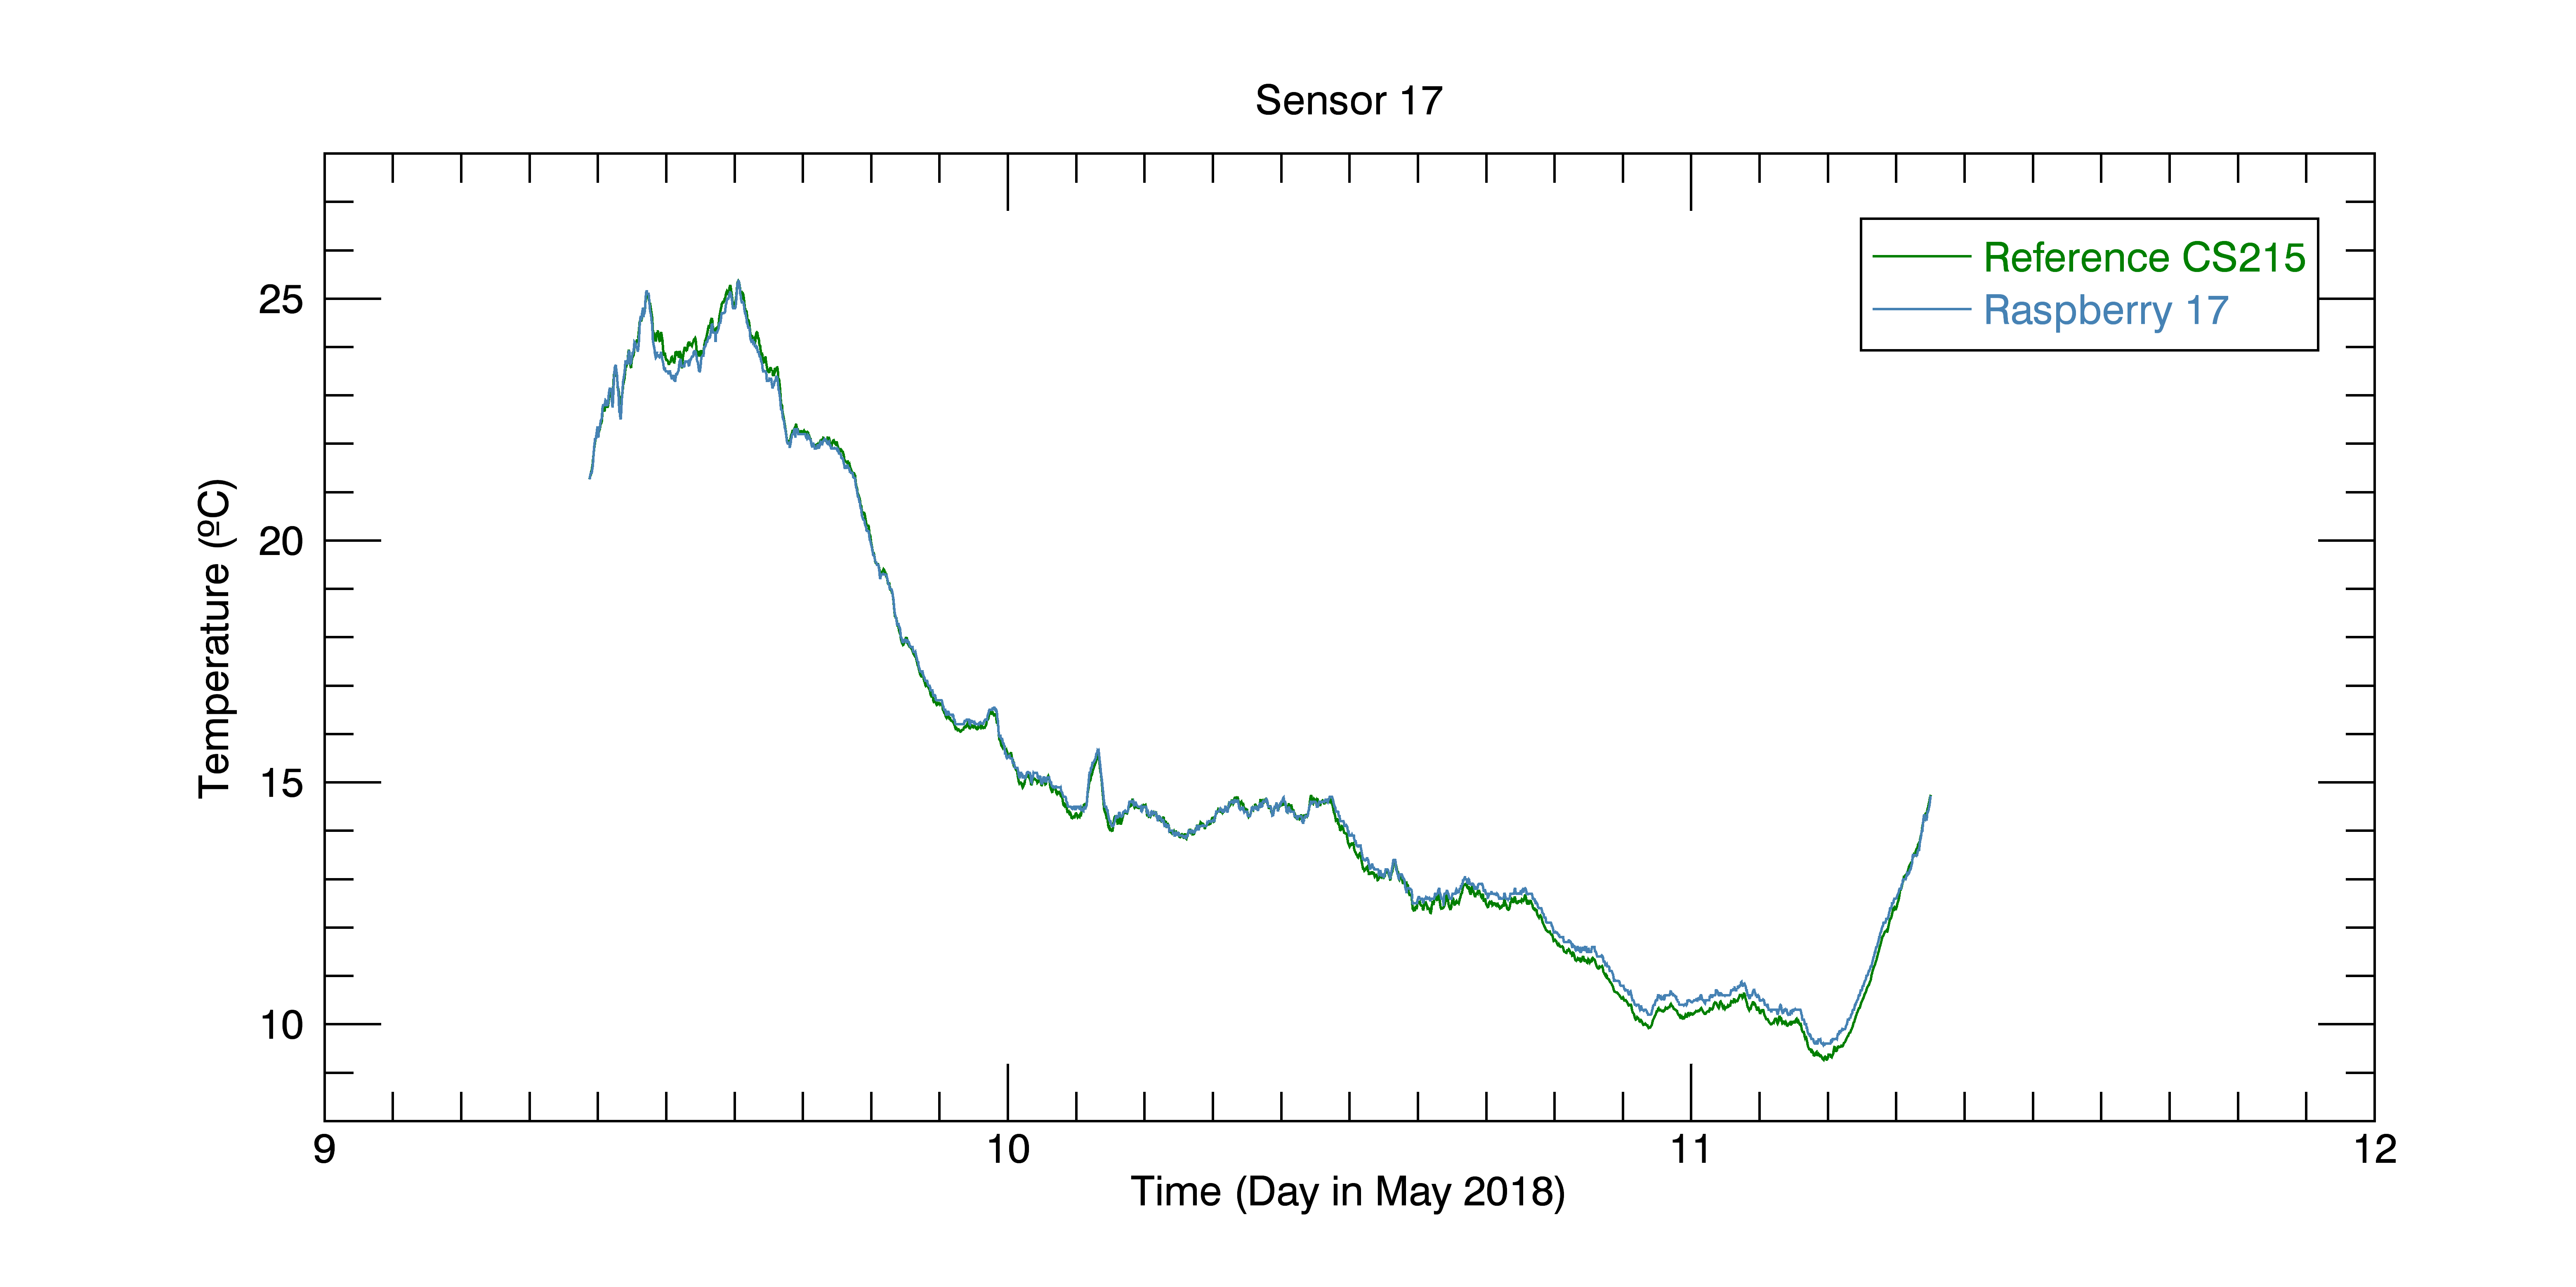 Sensor 17
Reference CS215
Raspberry 17
Temperature (ºC)
25
20
15
10
9
10
11
12
Time (Day in May 2018)